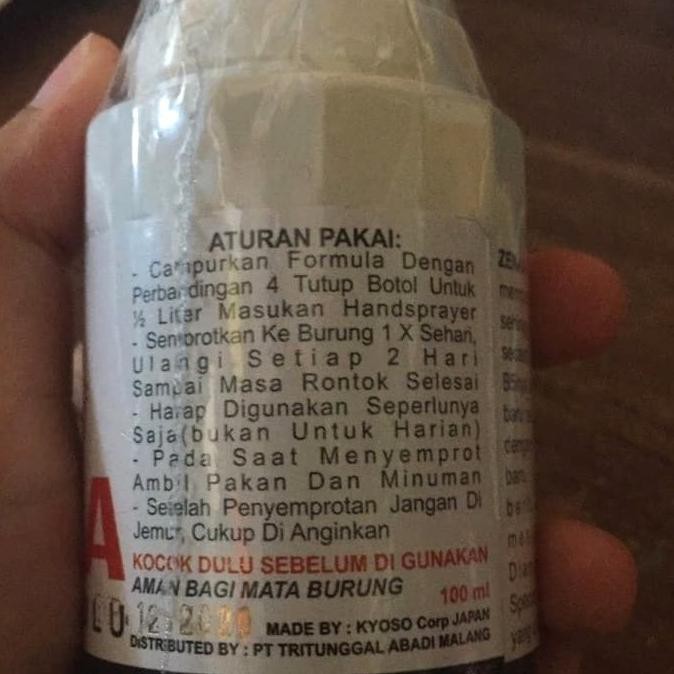 ATURAN PAKAI:
- Campurkan Formula Dengan
Perbandingan 4 Tutup Botol Untuk
½ Liter Masukan Handsprayer
- Semprotkan Ke Burung 1 X Sehari,
Ulangi Setiap 2 Hari
Sampai Masa Rontok Selesai
- Harap Digunakan Seperlunya
Saja(bukan Untuk Harian)
- Pada Saat Menyemprot
Ambil Pakan Dan Minuman
- Setelah Penyemprotan Jangan Di
Jemur, Cukup Di Anginkan
KOCOK DULU SEBELUM DI GUNAKAN
AMAN BAGI MATA BURUNG
100 ml
MADE BY : KYOSO Corp JAPAN
DISTRIBUTED BY : PT TRITUNGGAL ABADI MALANG
A